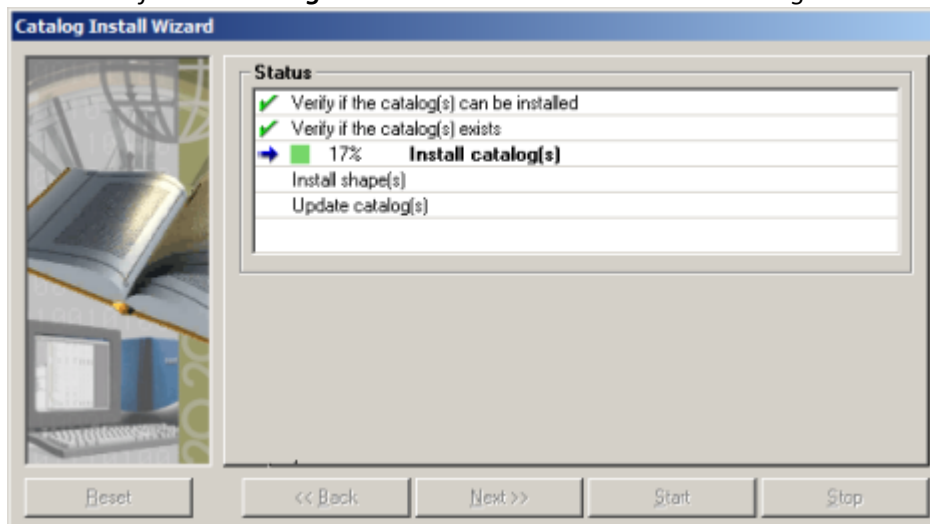 Catalog Install Wizard
Status
Verify if the catalog(s) can be installed
Verify if the catalog(s) exists
17% Install catalog(s)
Install shape(s)
Update catalog(s)
Reset << Back Next >> Start Stop